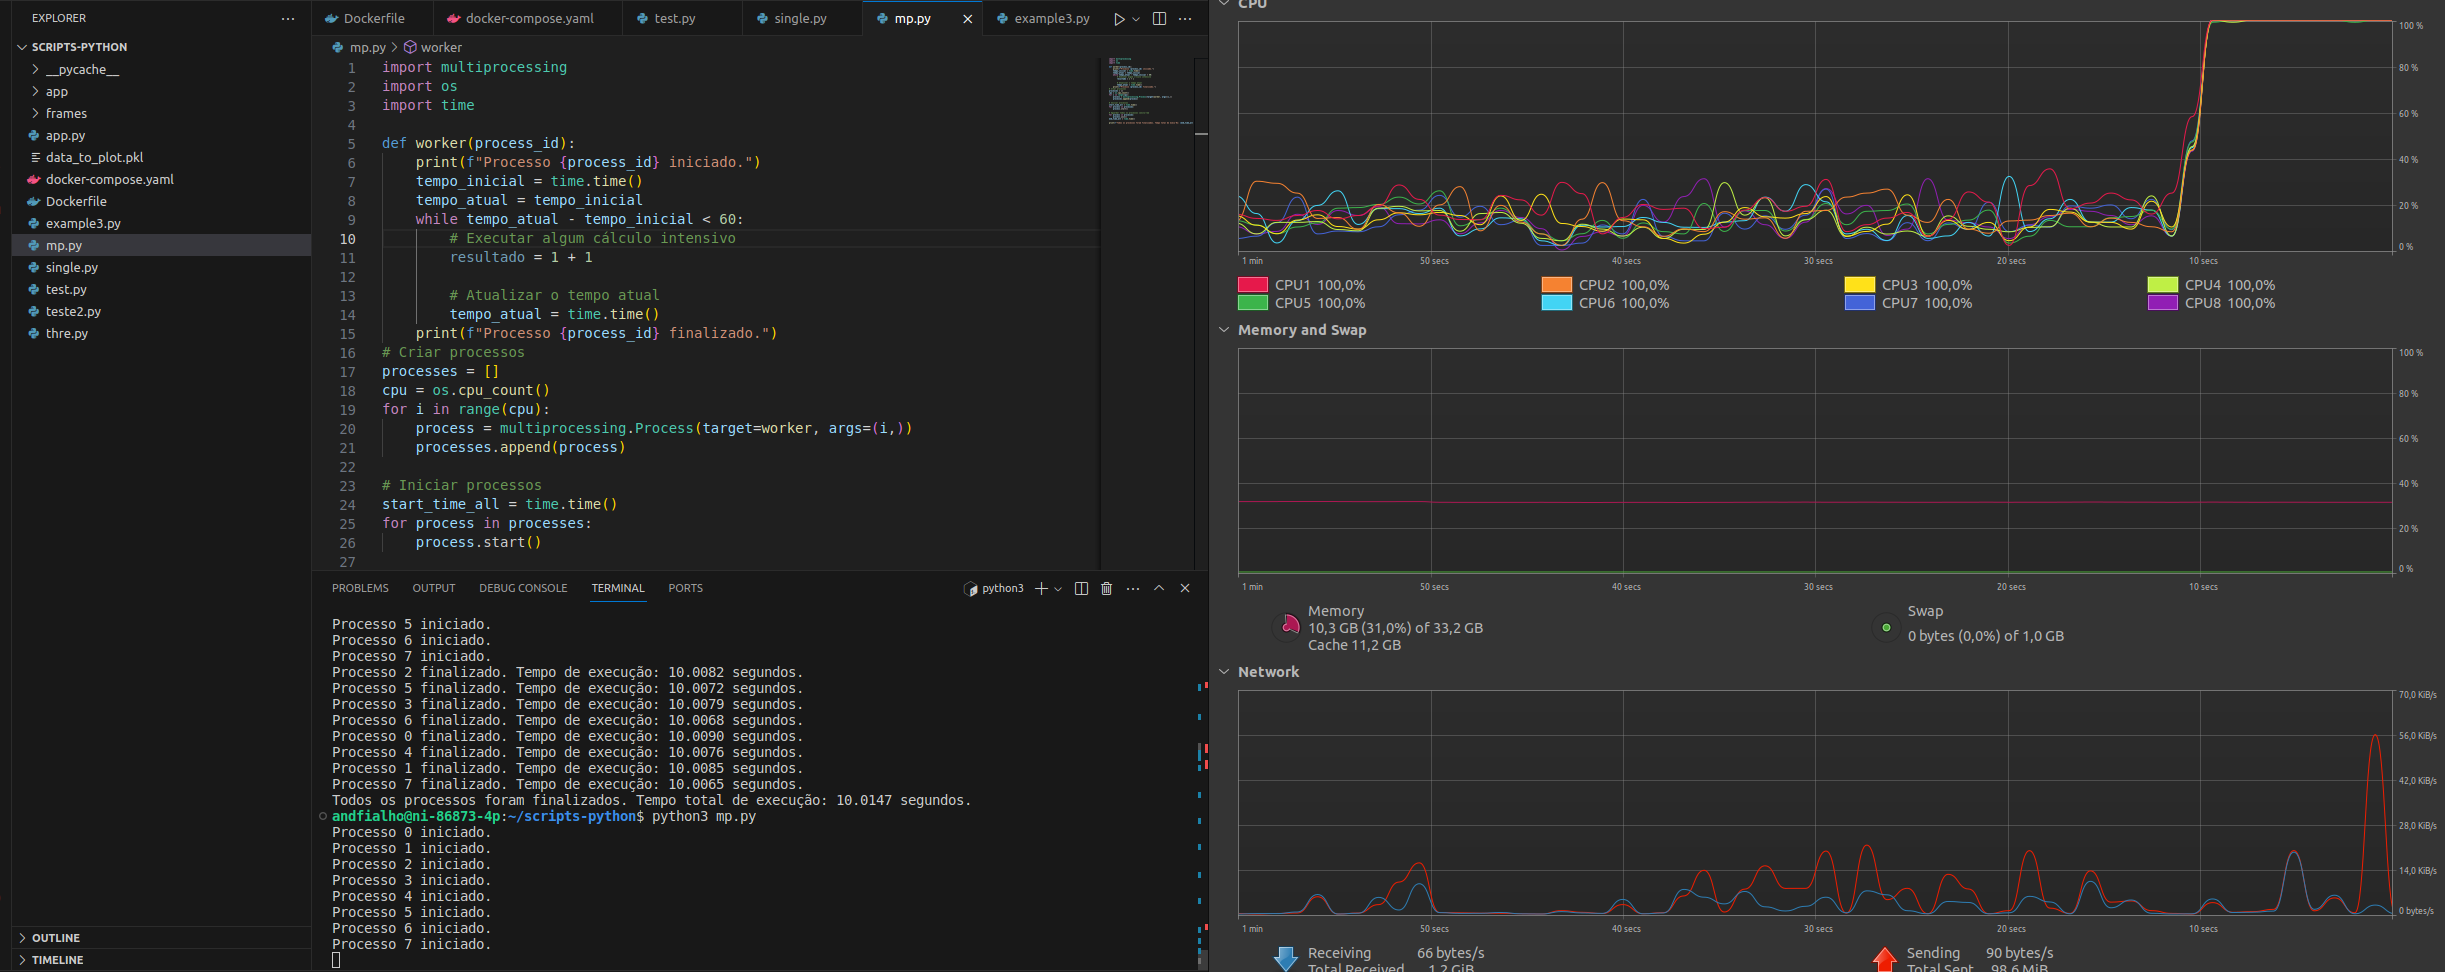 EXPLORER
SCRIPTS-PYTHON
__pycache__
app
frames
app.py
data_to_plot.pkl
docker-compose.yaml
Dockerfile
example3.py
mp.py
single.py
test.py
teste2.py
thre.py
OUTLINE
TIMELINE
Dockerfile docker-compose.yaml test.py single.py mp.py example3.py
mp.py > worker
1 import multiprocessing
2 import os
3 import time
4
5 def worker(process_id):
6 print(f"Processo {process_id} iniciado.")
7 tempo_inicial = time.time()
8 tempo_atual = tempo_inicial
9 while tempo_atual - tempo_inicial < 60:
10 # Executar algum cálculo intensivo
11 resultado = 1 + 1
12
13 # Atualizar o tempo atual
14 tempo_atual = time.time()
15 print(f"Processo {process_id} finalizado.")
16 # Criar processos
17 processes = []
18 cpu = os.cpu_count()
19 for i in range(cpu):
20 process = multiprocessing.Process(target=worker, args=(i,))
21 processes.append(process)
22
23 # Iniciar processos
24 start_time_all = time.time()
25 for process in processes:
26 process.start()
27
PROBLEMS OUTPUT DEBUG CONSOLE TERMINAL PORTS python3
Processo 5 iniciado.
Processo 6 iniciado.
Processo 7 iniciado.
Processo 2 finalizado. Tempo de execução: 10.0082 segundos.
Processo 5 finalizado. Tempo de execução: 10.0072 segundos.
Processo 3 finalizado. Tempo de execução: 10.0079 segundos.
Processo 6 finalizado. Tempo de execução: 10.0068 segundos.
Processo 0 finalizado. Tempo de execução: 10.0090 segundos.
Processo 4 finalizado. Tempo de execução: 10.0076 segundos.
Processo 1 finalizado. Tempo de execução: 10.0085 segundos.
Processo 7 finalizado. Tempo de execução: 10.0065 segundos.
Todos os processos foram finalizados. Tempo total de execução: 10.0147 segundos.
andfialho@ni-86873-4p:~/scripts-python$ python3 mp.py
Processo 0 iniciado.
Processo 1 iniciado.
Processo 2 iniciado.
Processo 3 iniciado.
Processo 4 iniciado.
Processo 5 iniciado.
Processo 6 iniciado.
Processo 7 iniciado.
CPU
100 %
80 %
60 %
40 %
20 %
0 %
1 min 50 secs 40 secs 30 secs 20 secs 10 secs
CPU1 100,0% CPU2 100,0% CPU3 100,0% CPU4 100,0%
CPU5 100,0% CPU6 100,0% CPU7 100,0% CPU8 100,0%
Memory and Swap
100 %
80 %
60 %
40 %
20 %
0 %
1 min 50 secs 40 secs 30 secs 20 secs 10 secs
Memory
10,3 GB (31,0%) of 33,2 GB
Cache 11,2 GB
Swap
0 bytes (0,0%) of 1,0 GB
Network
70,0 KiB/s
56,0 KiB/s
42,0 KiB/s
28,0 KiB/s
14,0 KiB/s
0 bytes/s
1 min 50 secs 40 secs 30 secs 20 secs 10 secs
Receiving 66 bytes/s
Total Received 1,2 GiB
Sending 90 bytes/s
Total Sent 98,6 MiB